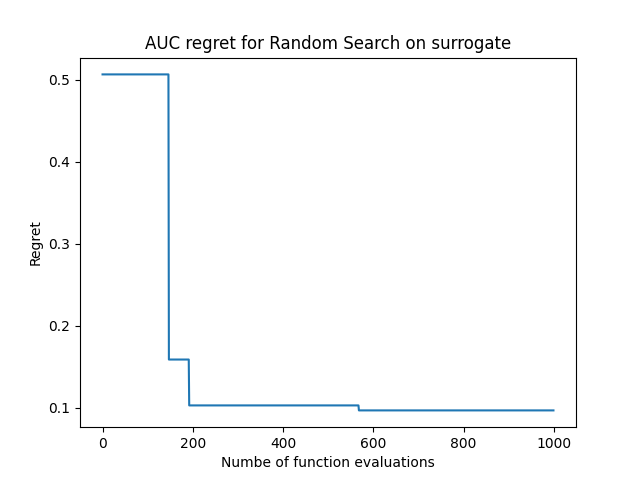 AUC regret for Random Search on surrogate
0.5
0.4
0.3
0.2
0.1
Regret
0 200 400 600 800 1000
Numbe of function evaluations